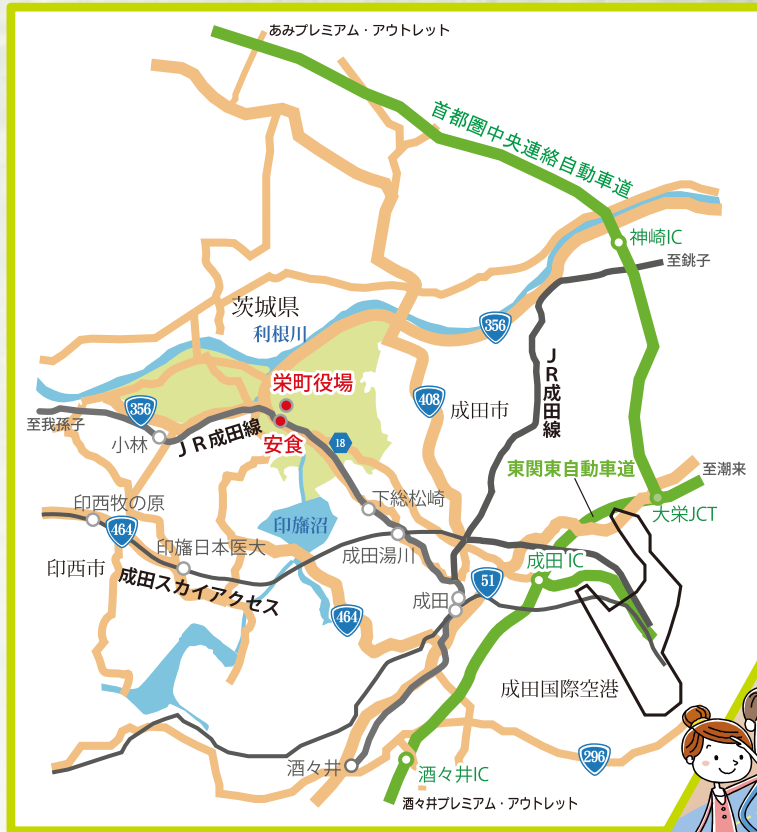 あみプレミアム・アウトレット
首都圏中央連絡自動車道
神崎IC
至銚子
茨城県
利根川
356
栄町役場
408
JR成田線
356
成田市
至我孫子
小林
JR成田線
安食
18
東関東自動車道
至潮来
印西牧の原
下総松崎
大栄JCT
464
印旛沼
印旛日本医大
成田湯川
成田IC
印西市
成田スカイアクセス
51
成田
464
成田国際空港
296
酒々井
酒々井IC
酒々井プレミアム・アウトレット